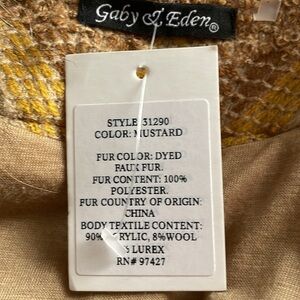 Gaby & Eden®
STYLE: 31290
COLOR: MUSTARD
FUR COLOR: DYED
FAUX FUR.
FUR CONTENT: 100%
POLYESTER.
FUR COUNTRY OF ORIGIN:
CHINA
BODY TEXTILE CONTENT:
90% ACRYLIC, 8%WOOL
% LUREX
RN# 97427